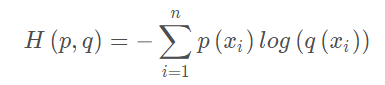 H (p, q) = − ∑_{i=1}^{n} p (x_i) log (q (x_i))